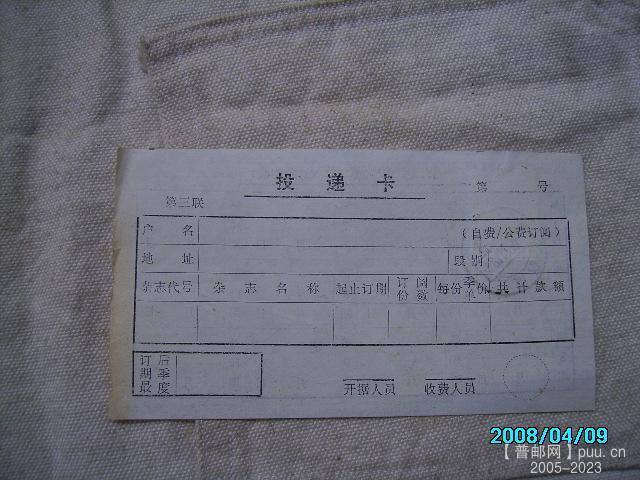 投递卡
第 号
第三联
户名 (自费/公费订阅)
地址 段别
杂志代号 杂志名称 起止订期 订阅份数 每份季价单 共计款额
订期最后季度
开据人员 收费人员
2008/04/09
【普邮网】puu.cn
2005-2023